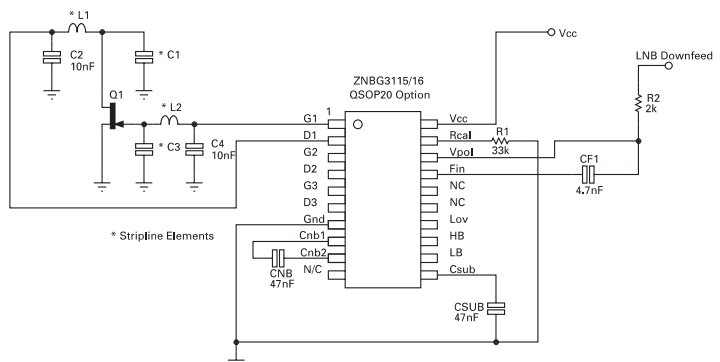 * L1
C2
10nF
* C1
Q1
* L2
* C3
C4
10nF
* Stripline Elements
ZNBG3115/16
QSOP20 Option
1
G1
D1
G2
D2
G3
D3
Gnd
Cnb1
Cnb2
N/C
CNB
47nF
Vcc
Rcal
Vpol
Fin
NC
NC
Lov
HB
LB
Csub
R1
33k
Vcc
LNB Downfeed
R2
2k
CF1
4.7nF
CSUB
47nF